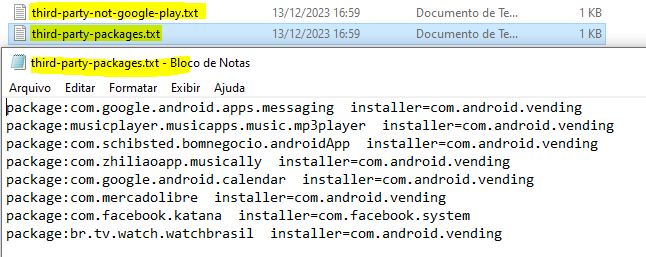 third-party-not-google-play.txt 13/12/2023 16:59 Documento de Te... 1 KB
third-party-packages.txt 13/12/2023 16:59 Documento de Te... 1 KB
third-party-packages.txt - Bloco de Notas
Arquivo Editar Formatar Exibir Ajuda
package:com.google.android.apps.messaging installer=com.android.vending
package:musicplayer.musicapps.music.mp3player installer=com.android.vending
package:com.schibsted.bomnegocio.androidApp installer=com.android.vending
package:com.zhiliaoapp.musically installer=com.android.vending
package:com.google.android.calendar installer=com.android.vending
package:com.mercadolibre installer=com.android.vending
package:com.facebook.katana installer=com.facebook.system
package:br.tv.watch.watchbrasil installer=com.android.vending